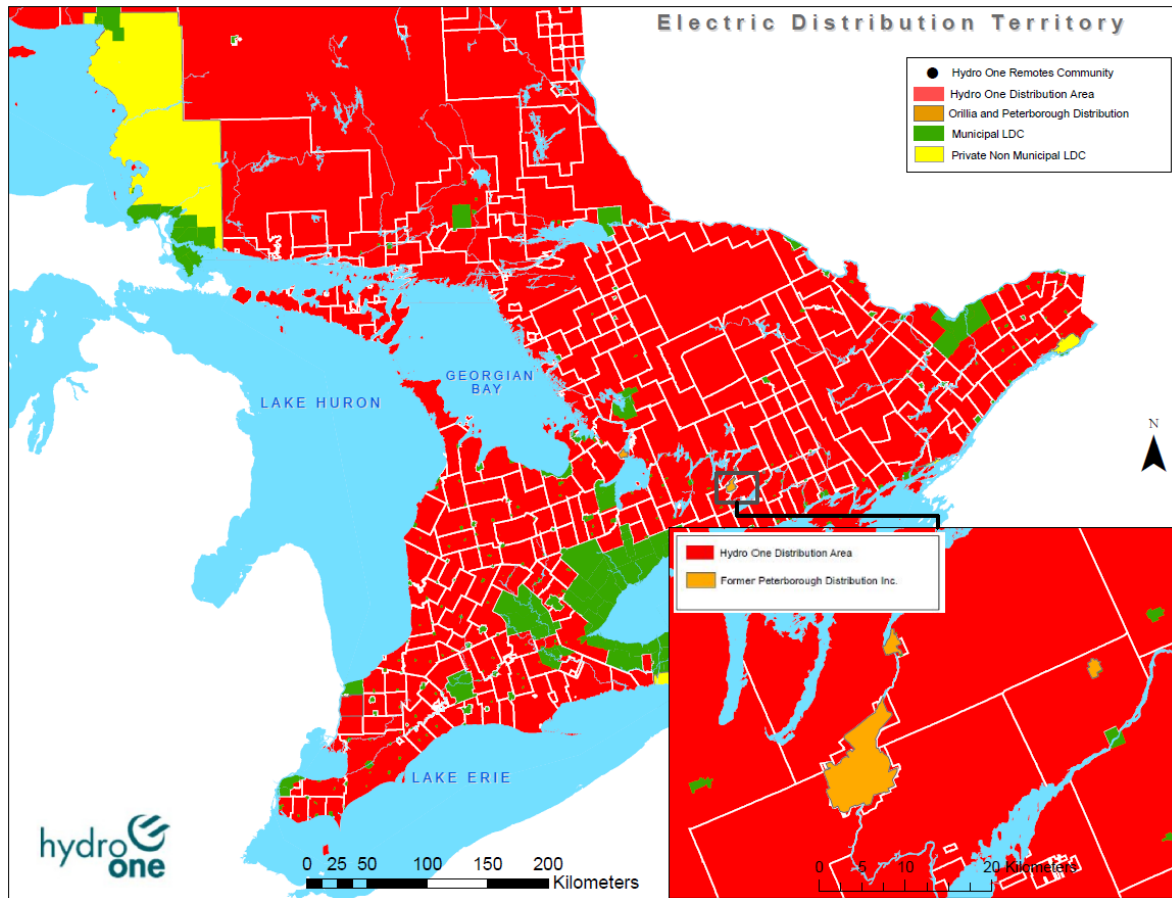 Electric Distribution Territory
Hydro One Remotes Community
Hydro One Distribution Area
Orillia and Peterborough Distribution
Municipal LDC
Private Non Municipal LDC
GEORGIAN
BAY
LAKE HURON
N
Hydro One Distribution Area
Former Peterborough Distribution Inc.
LAKE ERIE
hydro
one
0 25 50 100 150 200
Kilometers
0 5 10 20 Kilometers